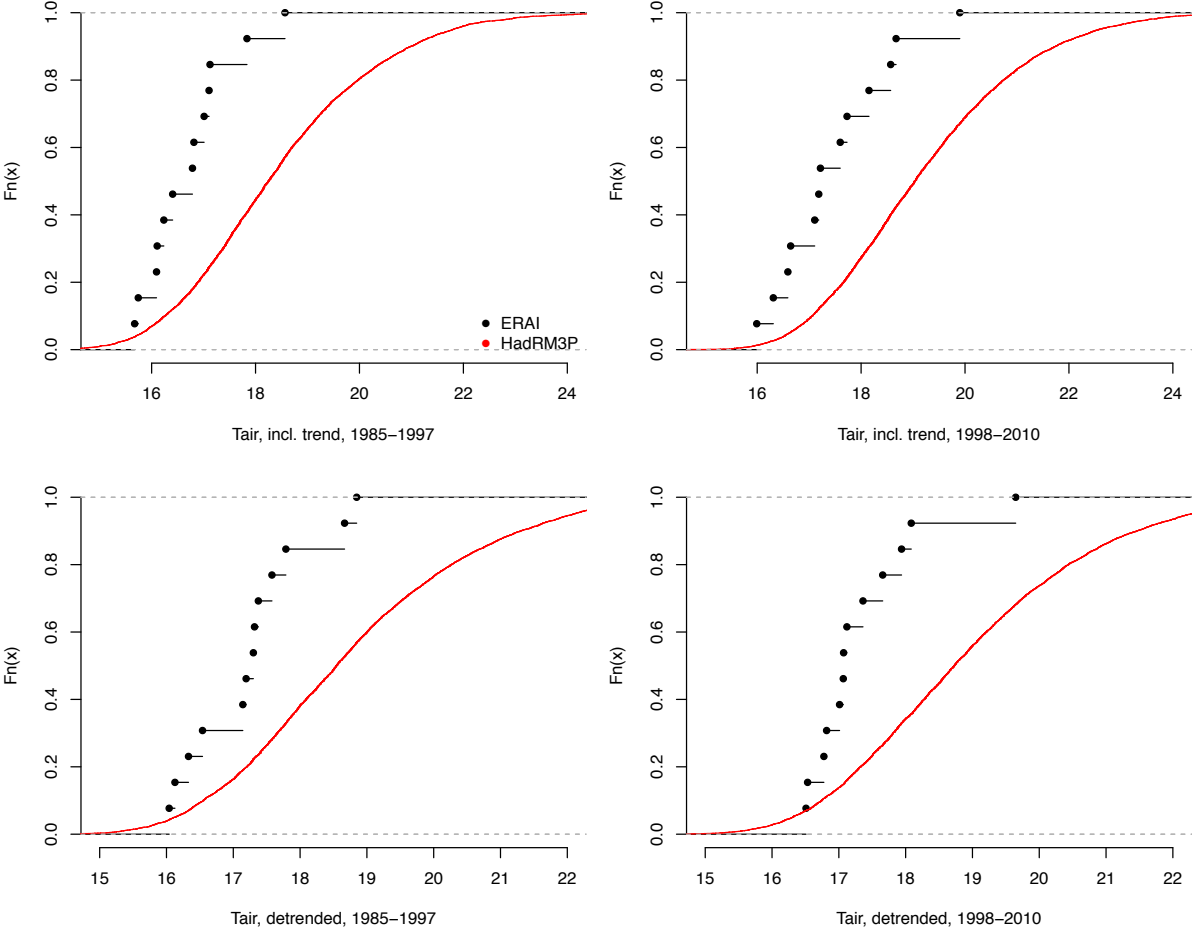 Fn(x)
0.0 0.2 0.4 0.6 0.8 1.0
ERAI
HadRM3P
16 18 20 22 24
Tair, incl. trend, 1985−1997
Fn(x)
0.0 0.2 0.4 0.6 0.8 1.0
16 18 20 22 24
Tair, incl. trend, 1998−2010
Fn(x)
0.0 0.2 0.4 0.6 0.8 1.0
15 16 17 18 19 20 21 22
Tair, detrended, 1985−1997
Fn(x)
0.0 0.2 0.4 0.6 0.8 1.0
15 16 17 18 19 20 21 22
Tair, detrended, 1998−2010